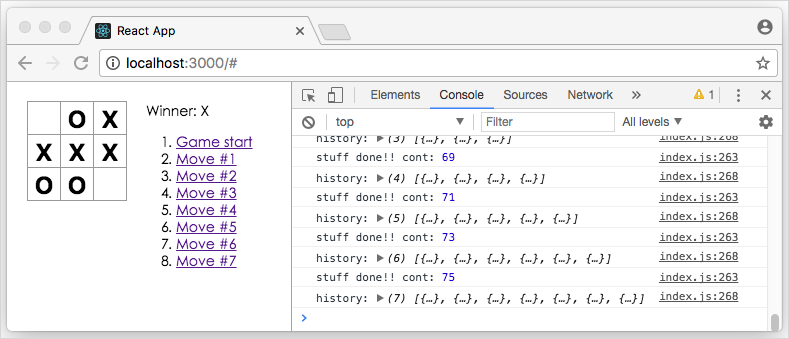 React App
localhost:3000/#
O X
X X X
O O
Winner: X
1. Game start
2. Move #1
3. Move #2
4. Move #3
5. Move #4
6. Move #5
7. Move #6
8. Move #7
Elements Console Sources Network » 1
top Filter All levels
history: (3) [{…}, {…}, {…}] index.js:268
stuff done!! cont: 69 index.js:263
history: (4) [{…}, {…}, {…}, {…}] index.js:268
stuff done!! cont: 71 index.js:263
history: (5) [{…}, {…}, {…}, {…}, {…}] index.js:268
stuff done!! cont: 73 index.js:263
history: (6) [{…}, {…}, {…}, {…}, {…}, {…}] index.js:268
stuff done!! cont: 75 index.js:263
history: (7) [{…}, {…}, {…}, {…}, {…}, {…}, {…}] index.js:268